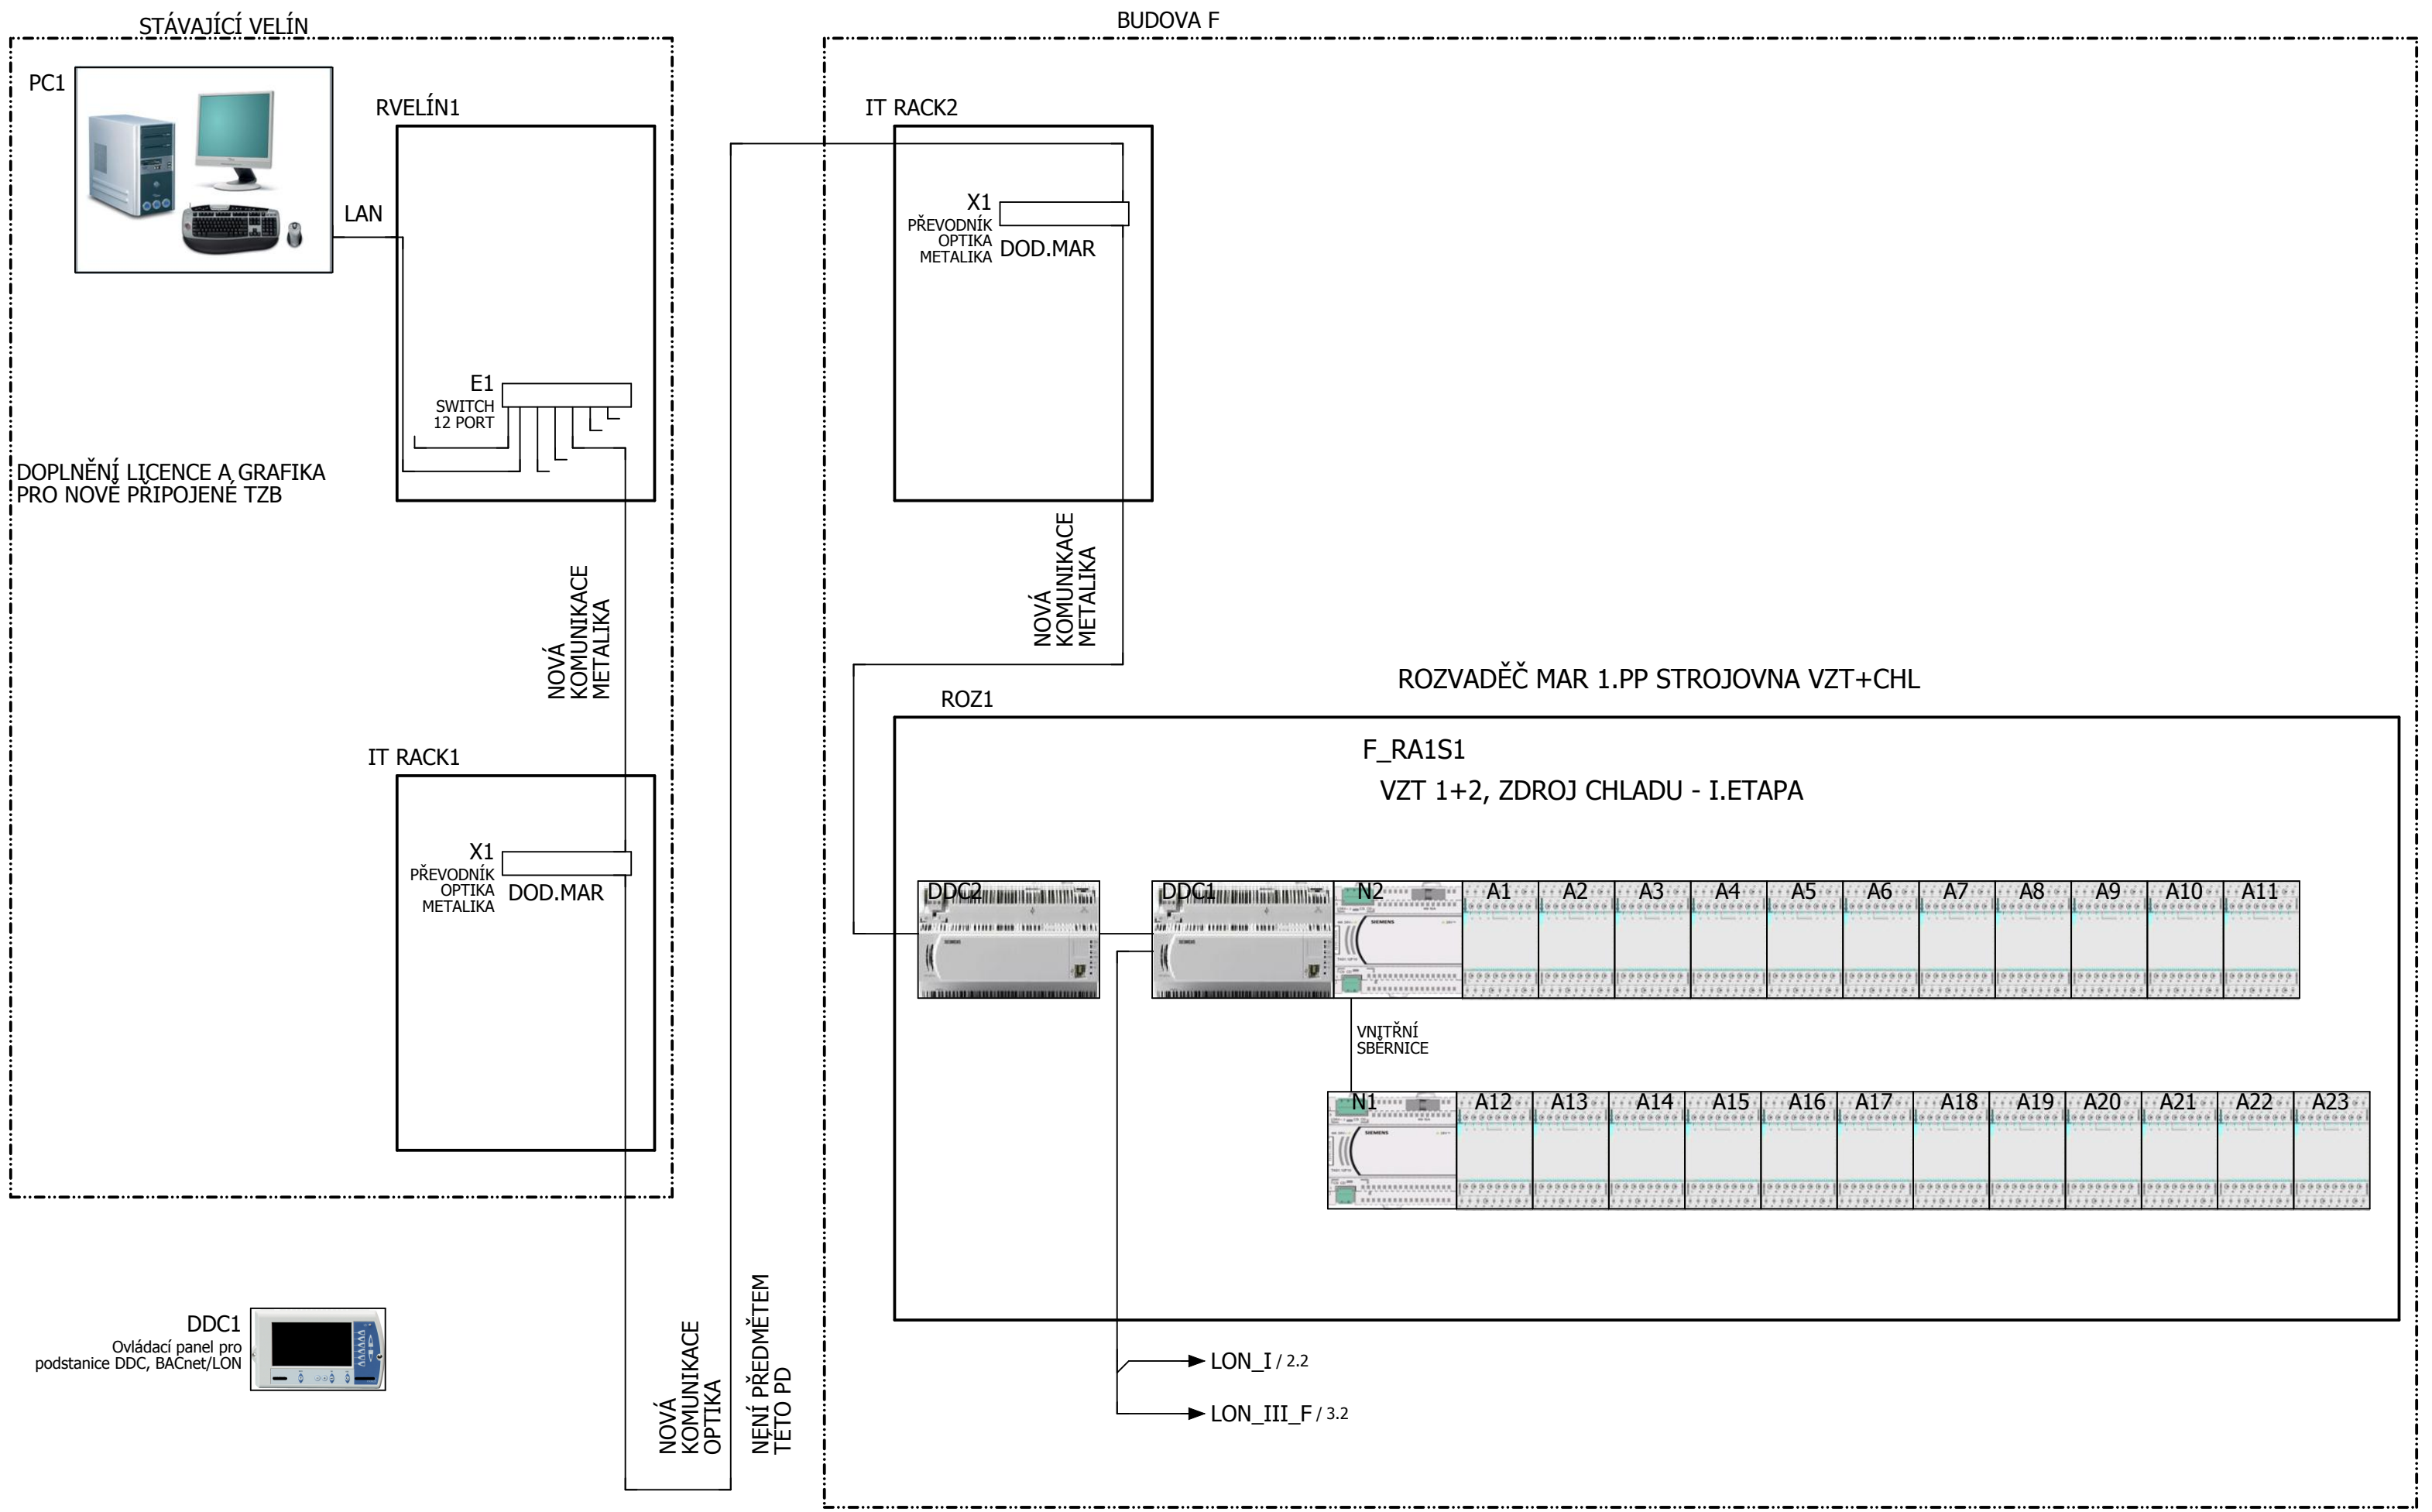 STÁVAJÍCÍ VELÍN
PC1
RVELÍN1
LAN
E1
SWITCH
12 PORT
DOPLNĚNÍ LICENCE A GRAFIKA
PRO NOVĚ PŘIPOJENÉ TZB
NOVÁ
KOMUNIKACE
METALIKA
IT RACK1
X1
PŘEVODNÍK
OPTIKA
METALIKA
DOD.MAR
DDC1
Ovládací panel pro
podstanice DDC, BACnet/LON
NOVÁ
KOMUNIKACE
OPTIKA
NENÍ PŘEDMĚTEM
TÉTO PD
BUDOVA F
IT RACK2
X1
PŘEVODNÍK
OPTIKA
METALIKA
DOD.MAR
NOVÁ
KOMUNIKACE
METALIKA
ROZVADĚČ MAR 1.PP STROJOVNA VZT+CHL
ROZ1
F_RA1S1
VZT 1+2, ZDROJ CHLADU - I.ETAPA
DDC2
DDC1
N2
A1
A2
A3
A4
A5
A6
A7
A8
A9
A10
A11
SIEMENS
SIEMENS
SIEMENS
VNITŘNÍ
SBĚRNICE
N1
A12
A13
A14
A15
A16
A17
A18
A19
A20
A21
A22
A23
SIEMENS
LON_I / 2.2
LON_III_F / 3.2